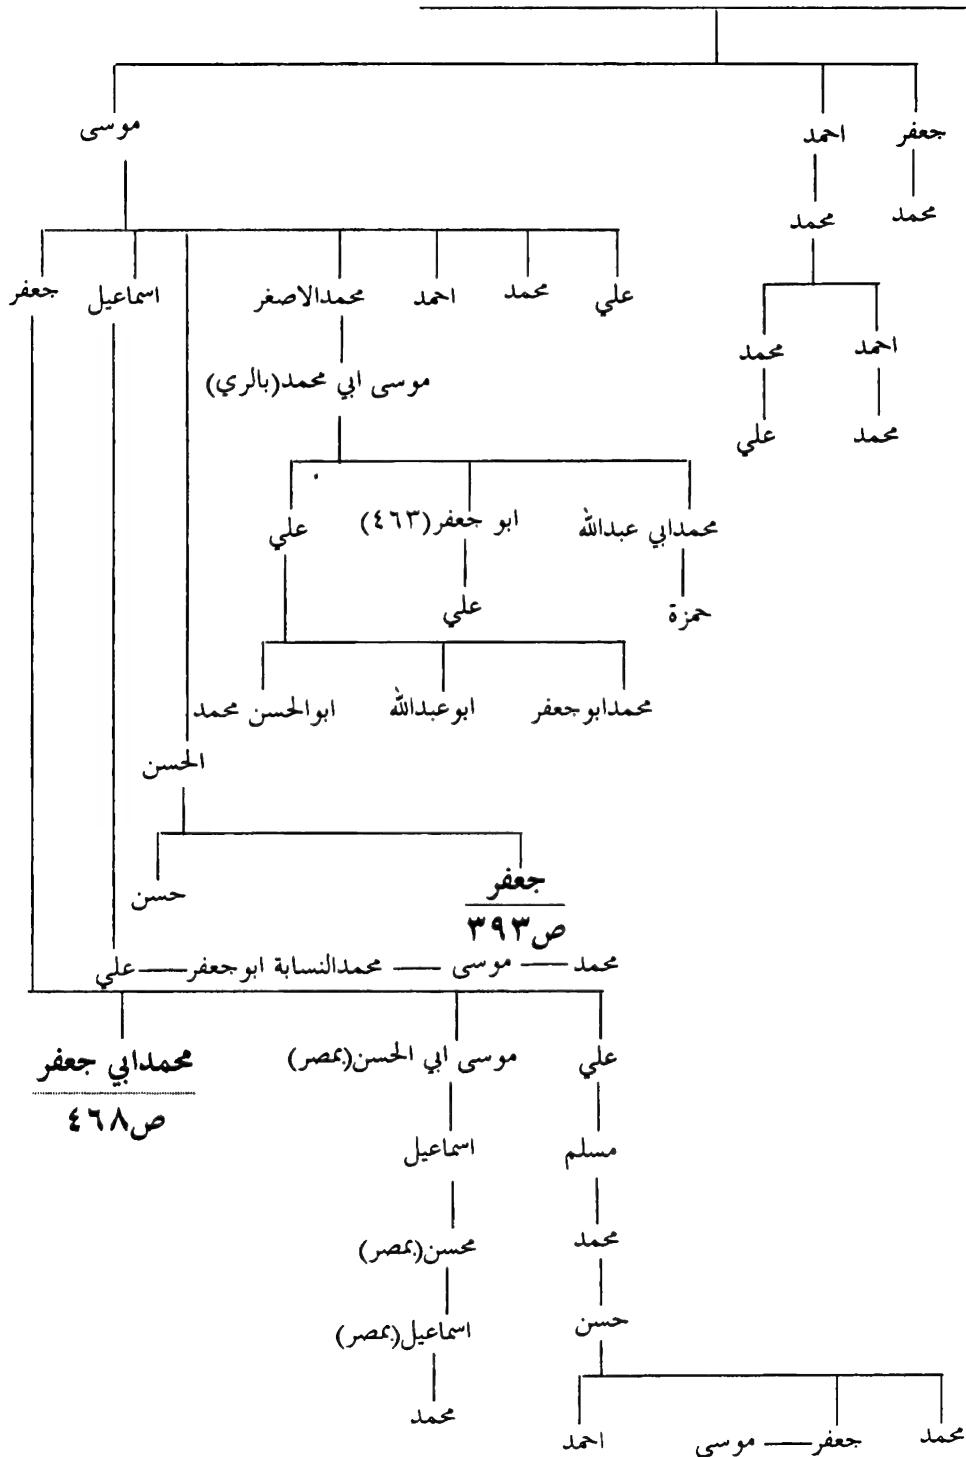 جعفر احمد موسى
محمد محمد
علي محمد احمد محمدالاصغر اسماعيل جعفر
احمد محمد
موسى ابي محمد(بالري)
محمد علي
محمدابي عبدالله ابو جعفر(٤٦٣) علي
حمزة علي
محمدابوجعفر ابوعبدالله ابوالحسن محمد
الحسن
جعفر حسن
ص٣٩٣
محمد — موسى — محمدالنسابة ابوجعفر — علي
علي موسى ابي الحسن(بمصر) محمدابي جعفر
ص٤٦٨
مسلم اسماعيل
محمد محسن(بمصر)
حسن اسماعيل(بمصر)
محمد
محمد جعفر — موسى احمد